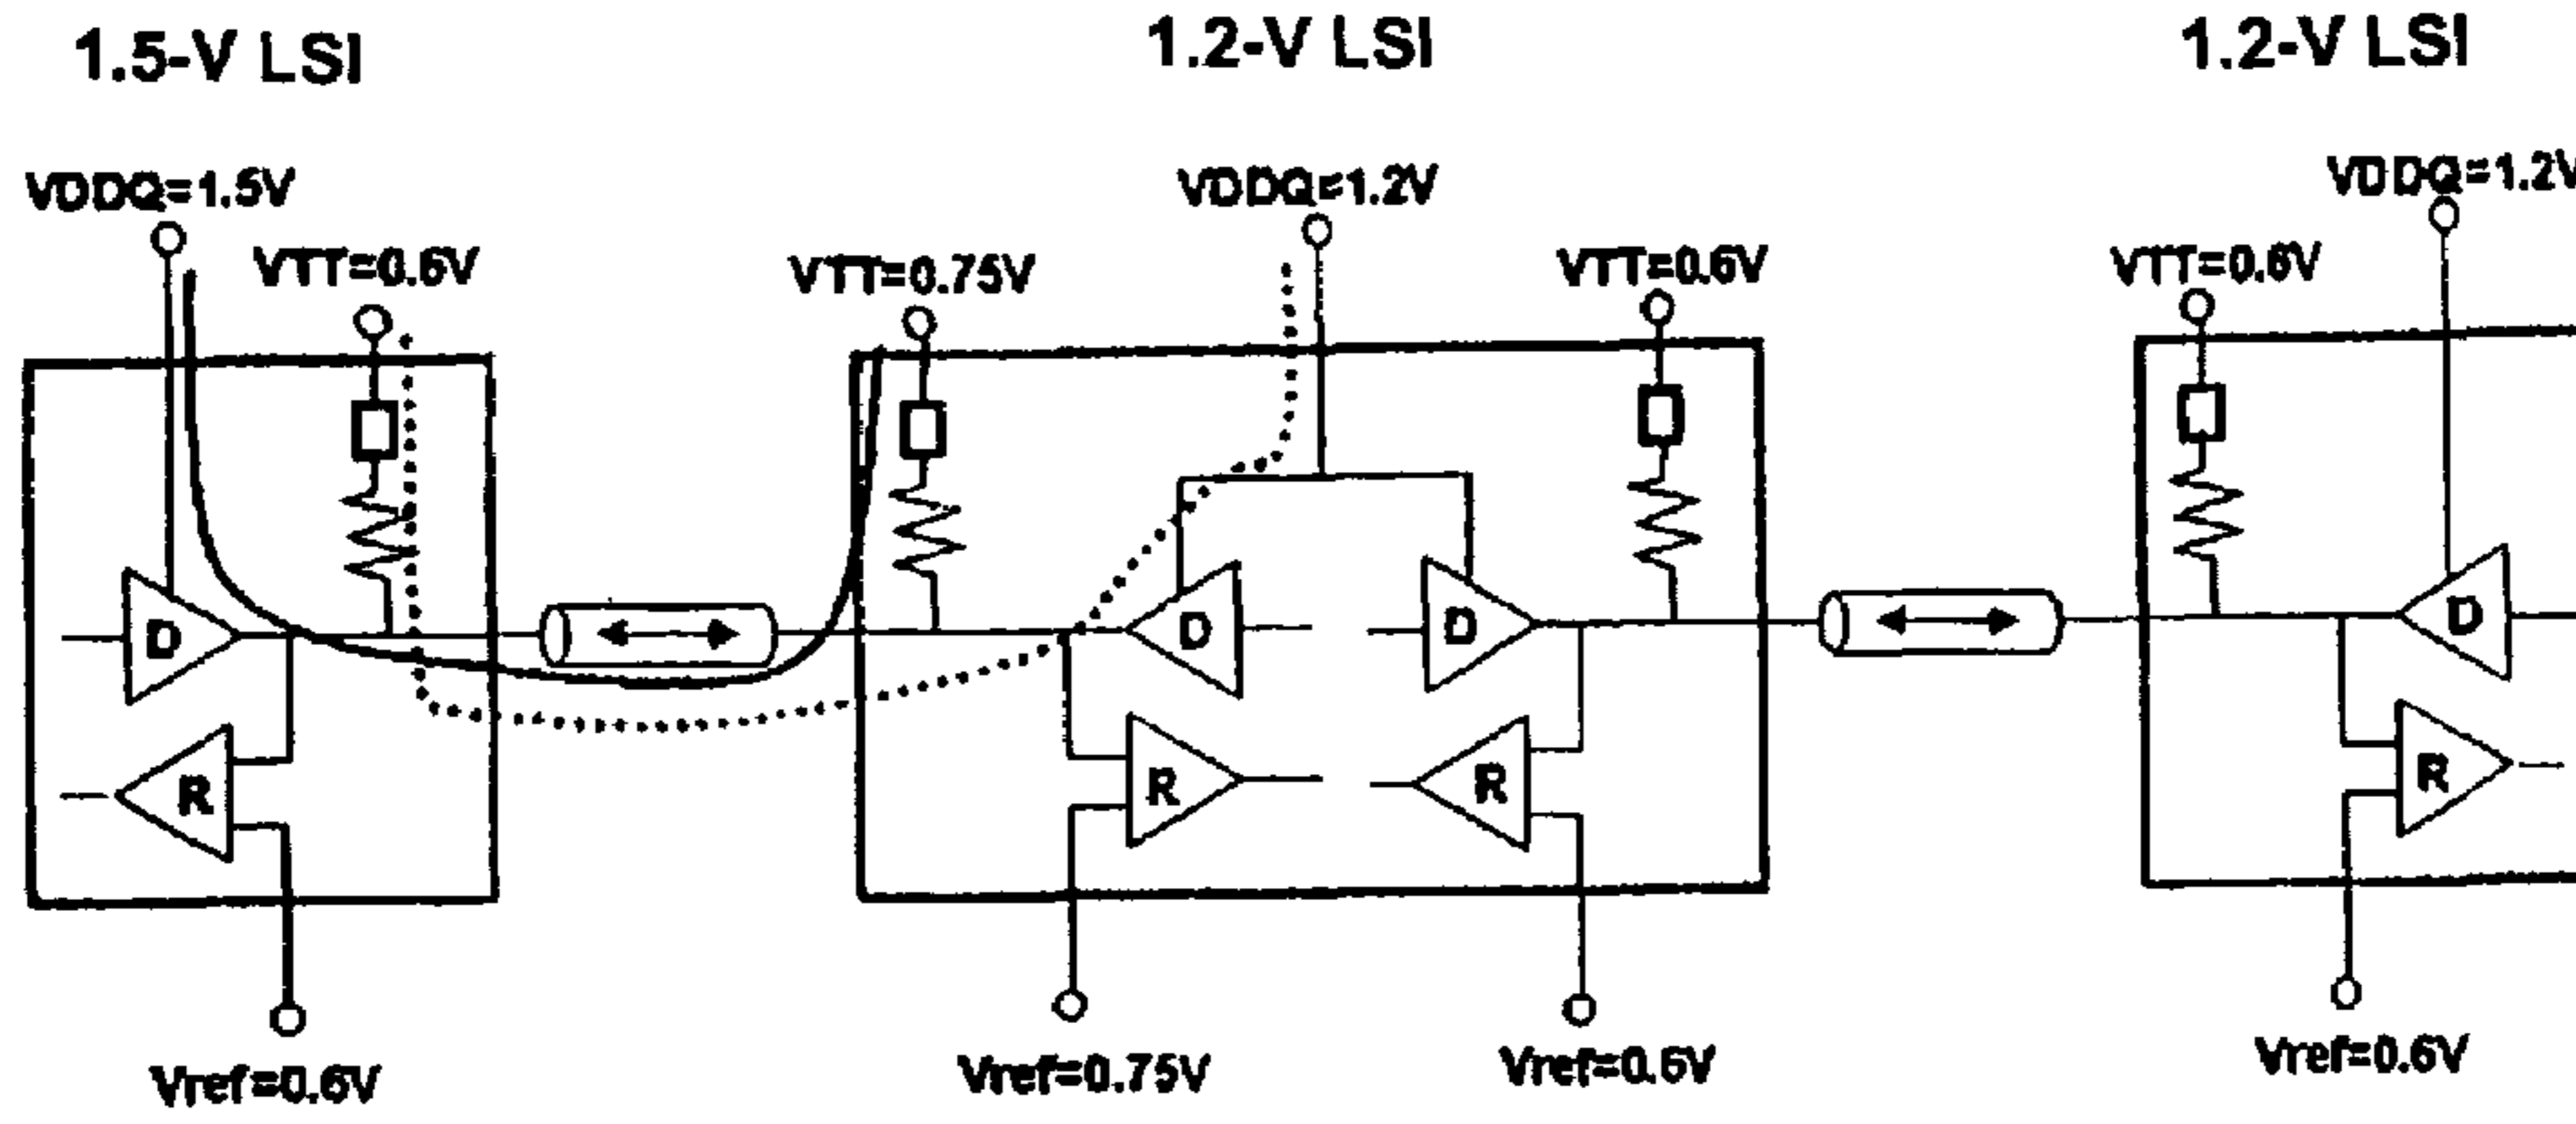 1.5-V LSI
1.2-V LSI
1.2-V LSI
VDDQ=1.5V
VTT=0.6V
VTT=0.75V
VDDQ=1.2V
VTT=0.6V
VTT=0.6V
VDDQ=1.2V
D
D
D
D
R
R
R
R
Vref=0.6V
Vref=0.75V
Vref=0.6V
Vref=0.6V